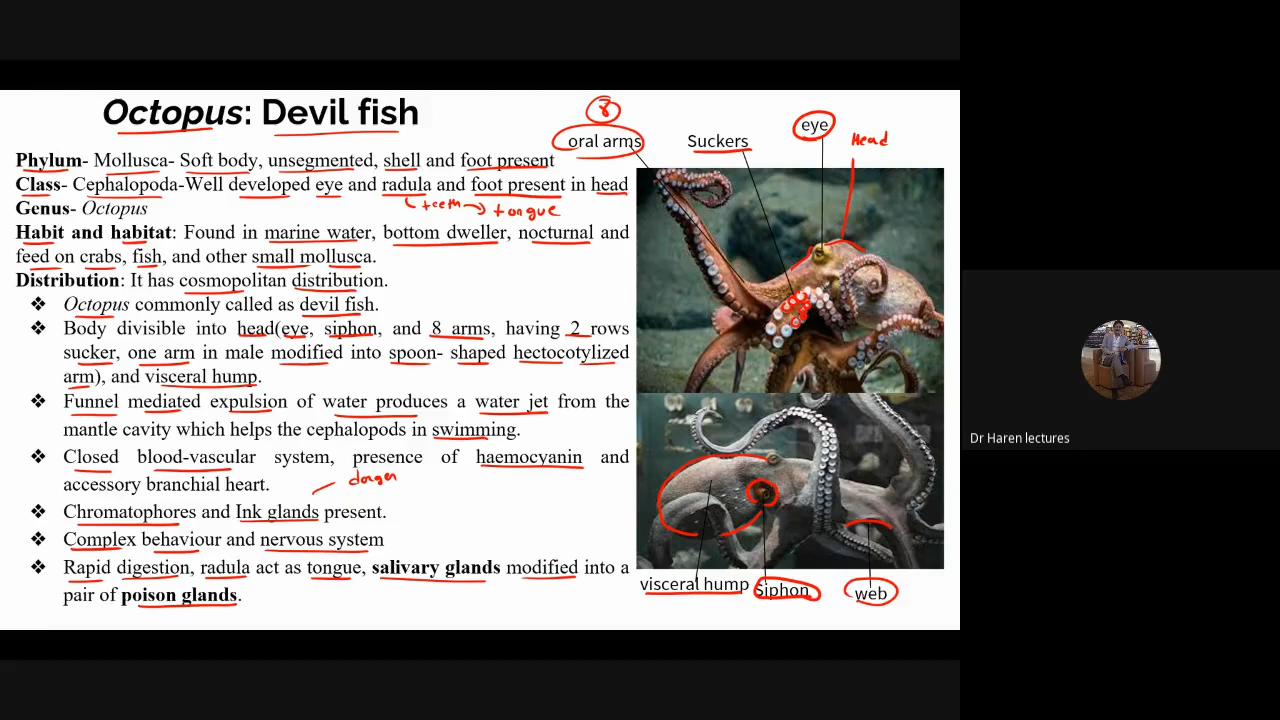 Octopus: Devil fish
8
oral arms
Suckers
eye
Head
Phylum- Mollusca- Soft body, unsegmented, shell and foot present
Class- Cephalopoda-Well developed eye and radula and foot present in head
teeth → tongue
Genus- Octopus
Habit and habitat: Found in marine water, bottom dweller, nocturnal and
feed on crabs, fish, and other small mollusca.
Distribution: It has cosmopolitan distribution.
❖ Octopus commonly called as devil fish.
❖ Body divisible into head(eye, siphon, and 8 arms, having 2 rows
sucker, one arm in male modified into spoon- shaped hectocotylized
arm), and visceral hump.
❖ Funnel mediated expulsion of water produces a water jet from the
mantle cavity which helps the cephalopods in swimming.
❖ Closed blood-vascular system, presence of haemocyanin and
accessory branchial heart.
danger
❖ Chromatophores and Ink glands present.
❖ Complex behaviour and nervous system
❖ Rapid digestion, radula act as tongue, salivary glands modified into a
pair of poison glands.
visceral hump
Siphon
web
Dr Haren lectures